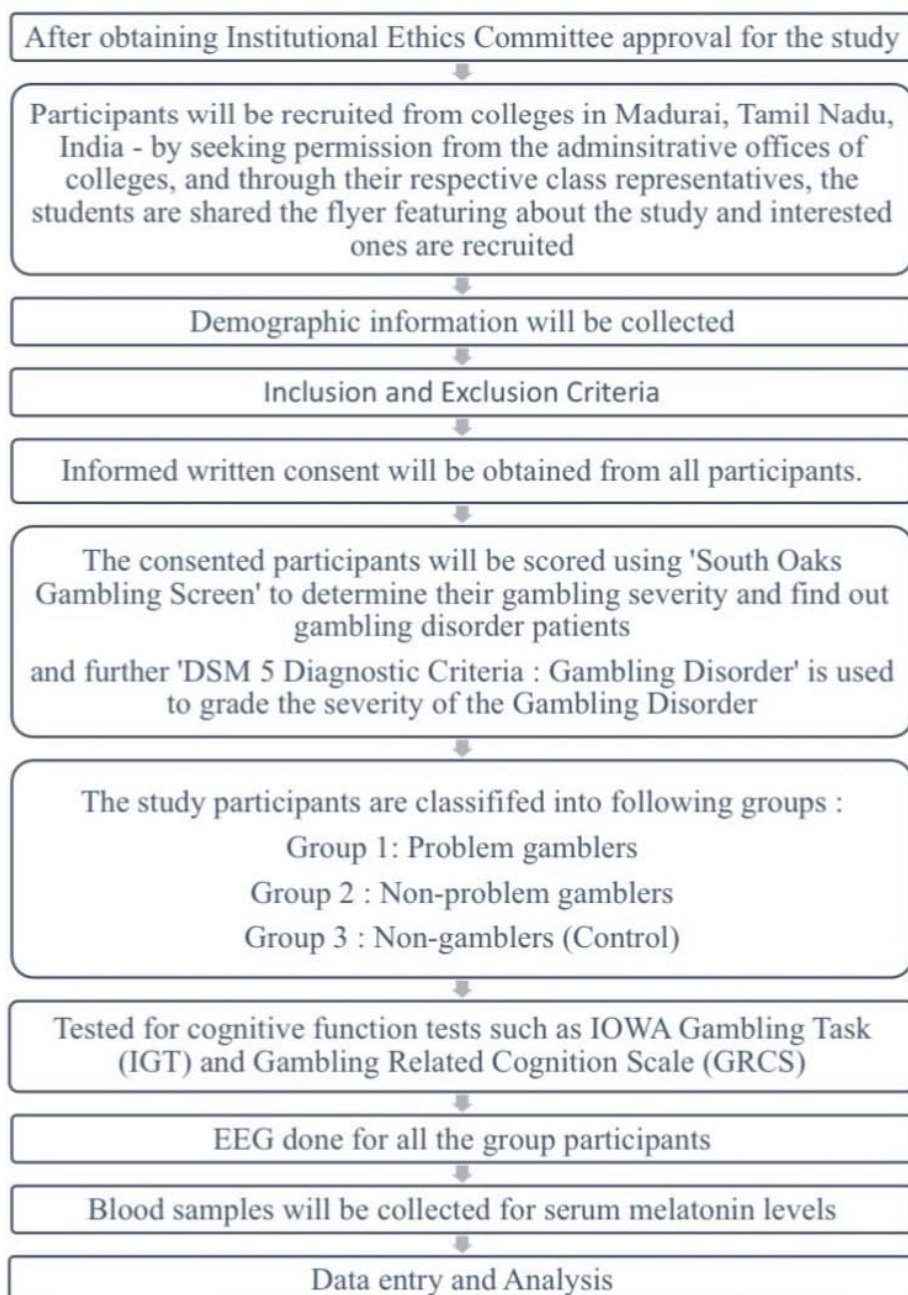 After obtaining Institutional Ethics Committee approval for the study
Participants will be recruited from colleges in Madurai, Tamil Nadu,
India - by seeking permission from the adminsitrative offices of
colleges, and through their respective class representatives, the
students are shared the flyer featuring about the study and interested
ones are recruited
Demographic information will be collected
Inclusion and Exclusion Criteria
Informed written consent will be obtained from all participants.
The consented participants will be scored using 'South Oaks
Gambling Screen' to determine their gambling severity and find out
gambling disorder patients
and further 'DSM 5 Diagnostic Criteria : Gambling Disorder' is used
to grade the severity of the Gambling Disorder
The study participants are classififed into following groups :
Group 1: Problem gamblers
Group 2 : Non-problem gamblers
Group 3 : Non-gamblers (Control)
Tested for cognitive function tests such as IOWA Gambling Task
(IGT) and Gambling Related Cognition Scale (GRCS)
EEG done for all the group participants
Blood samples will be collected for serum melatonin levels
Data entry and Analysis